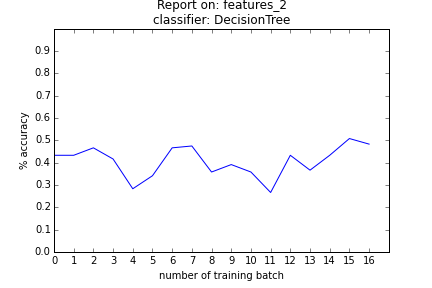 Report on: features_2
classifier: DecisionTree
0.9
0.8
0.7
0.6
0.5
0.4
0.3
0.2
0.1
0.0
% accuracy
0 1 2 3 4 5 6 7 8 9 10 11 12 13 14 15 16
number of training batch